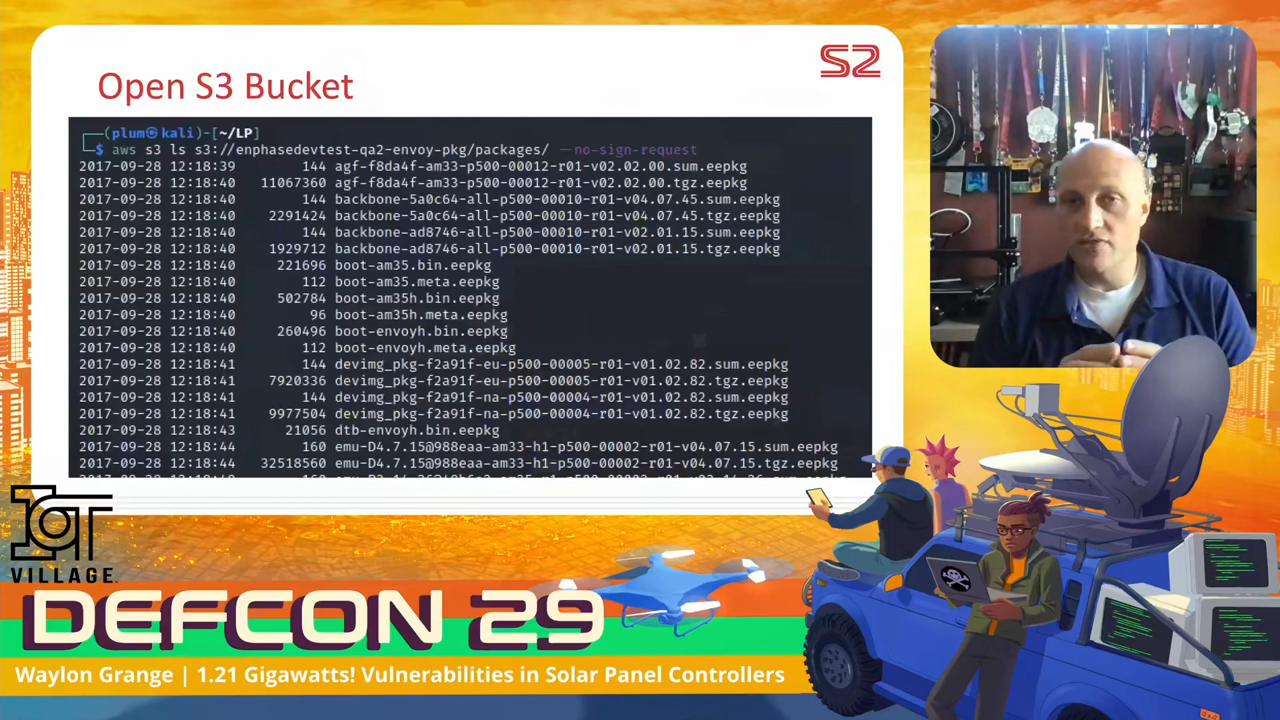 Open S3 Bucket
S2
┌──(plum㉿kali)-[~/LP]
└─$ aws s3 ls s3://enphasedevtest-qa2-envoy-pkg/packages/ --no-sign-request
2017-09-28 12:18:39 144 agf-f8da4f-am33-p500-00012-r01-v02.02.00.sum.eepkg
2017-09-28 12:18:40 11067360 agf-f8da4f-am33-p500-00012-r01-v02.02.00.tgz.eepkg
2017-09-28 12:18:40 144 backbone-5a0c64-all-p500-00010-r01-v04.07.45.sum.eepkg
2017-09-28 12:18:40 2291424 backbone-5a0c64-all-p500-00010-r01-v04.07.45.tgz.eepkg
2017-09-28 12:18:40 144 backbone-ad8746-all-p500-00010-r01-v02.01.15.sum.eepkg
2017-09-28 12:18:40 1929712 backbone-ad8746-all-p500-00010-r01-v02.01.15.tgz.eepkg
2017-09-28 12:18:40 221696 boot-am35.bin.eepkg
2017-09-28 12:18:40 112 boot-am35.meta.eepkg
2017-09-28 12:18:40 502784 boot-am35h.bin.eepkg
2017-09-28 12:18:40 96 boot-am35h.meta.eepkg
2017-09-28 12:18:40 260496 boot-envoyh.bin.eepkg
2017-09-28 12:18:40 112 boot-envoyh.meta.eepkg
2017-09-28 12:18:41 144 devimg_pkg-f2a91f-eu-p500-00005-r01-v01.02.82.sum.eepkg
2017-09-28 12:18:41 7920336 devimg_pkg-f2a91f-eu-p500-00005-r01-v01.02.82.tgz.eepkg
2017-09-28 12:18:41 144 devimg_pkg-f2a91f-na-p500-00004-r01-v01.02.82.sum.eepkg
2017-09-28 12:18:41 9977504 devimg_pkg-f2a91f-na-p500-00004-r01-v01.02.82.tgz.eepkg
2017-09-28 12:18:43 21056 dtb-envoyh.bin.eepkg
2017-09-28 12:18:44 160 emu-D4.7.15@988eaa-am33-h1-p500-00002-r01-v04.07.15.sum.eepkg
2017-09-28 12:18:44 32518560 emu-D4.7.15@988eaa-am33-h1-p500-00002-r01-v04.07.15.tgz.eepkg
IOT
VILLAGE
DEFCON 29
Waylon Grange | 1.21 Gigawatts! Vulnerabilities in Solar Panel Controllers